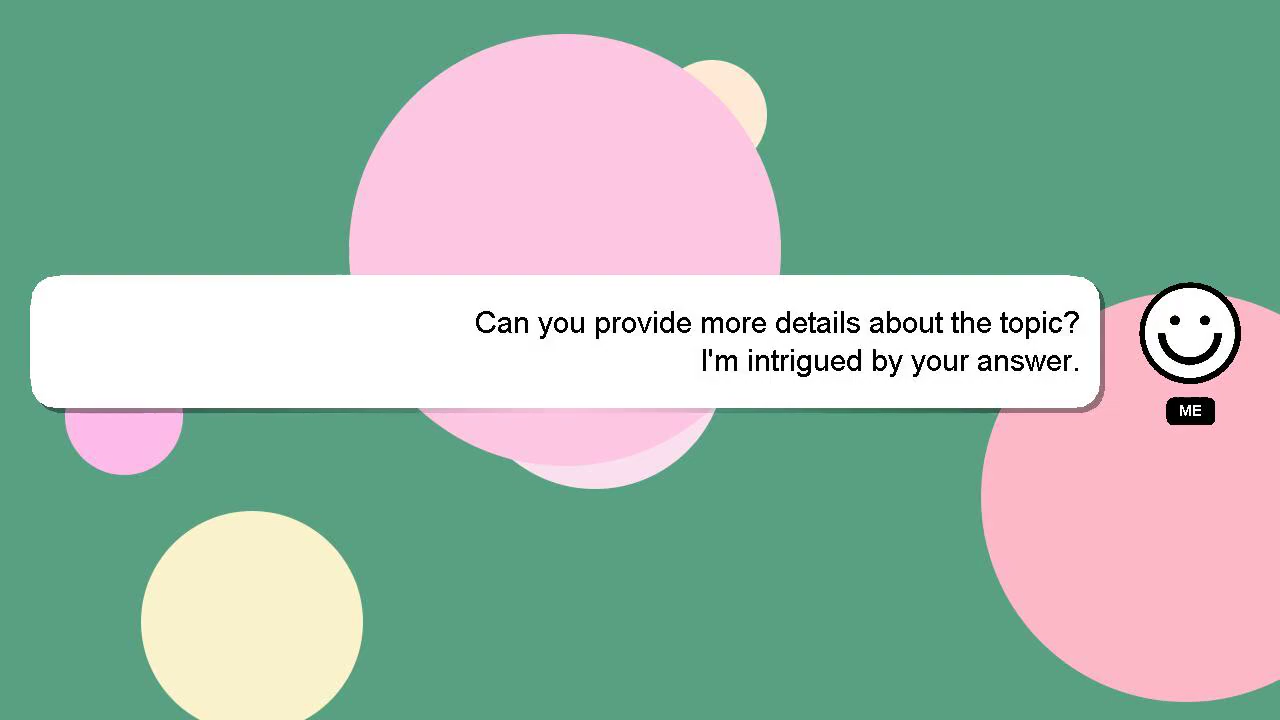 Can you provide more details about the topic?
I'm intrigued by your answer.
ME